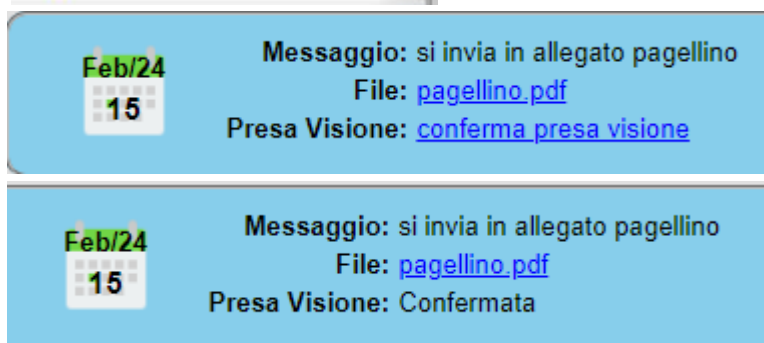 Feb/24
15
Messaggio: si invia in allegato pagellino
File: pagellino.pdf
Presa Visione: conferma presa visione
Feb/24
15
Messaggio: si invia in allegato pagellino
File: pagellino.pdf
Presa Visione: Confermata